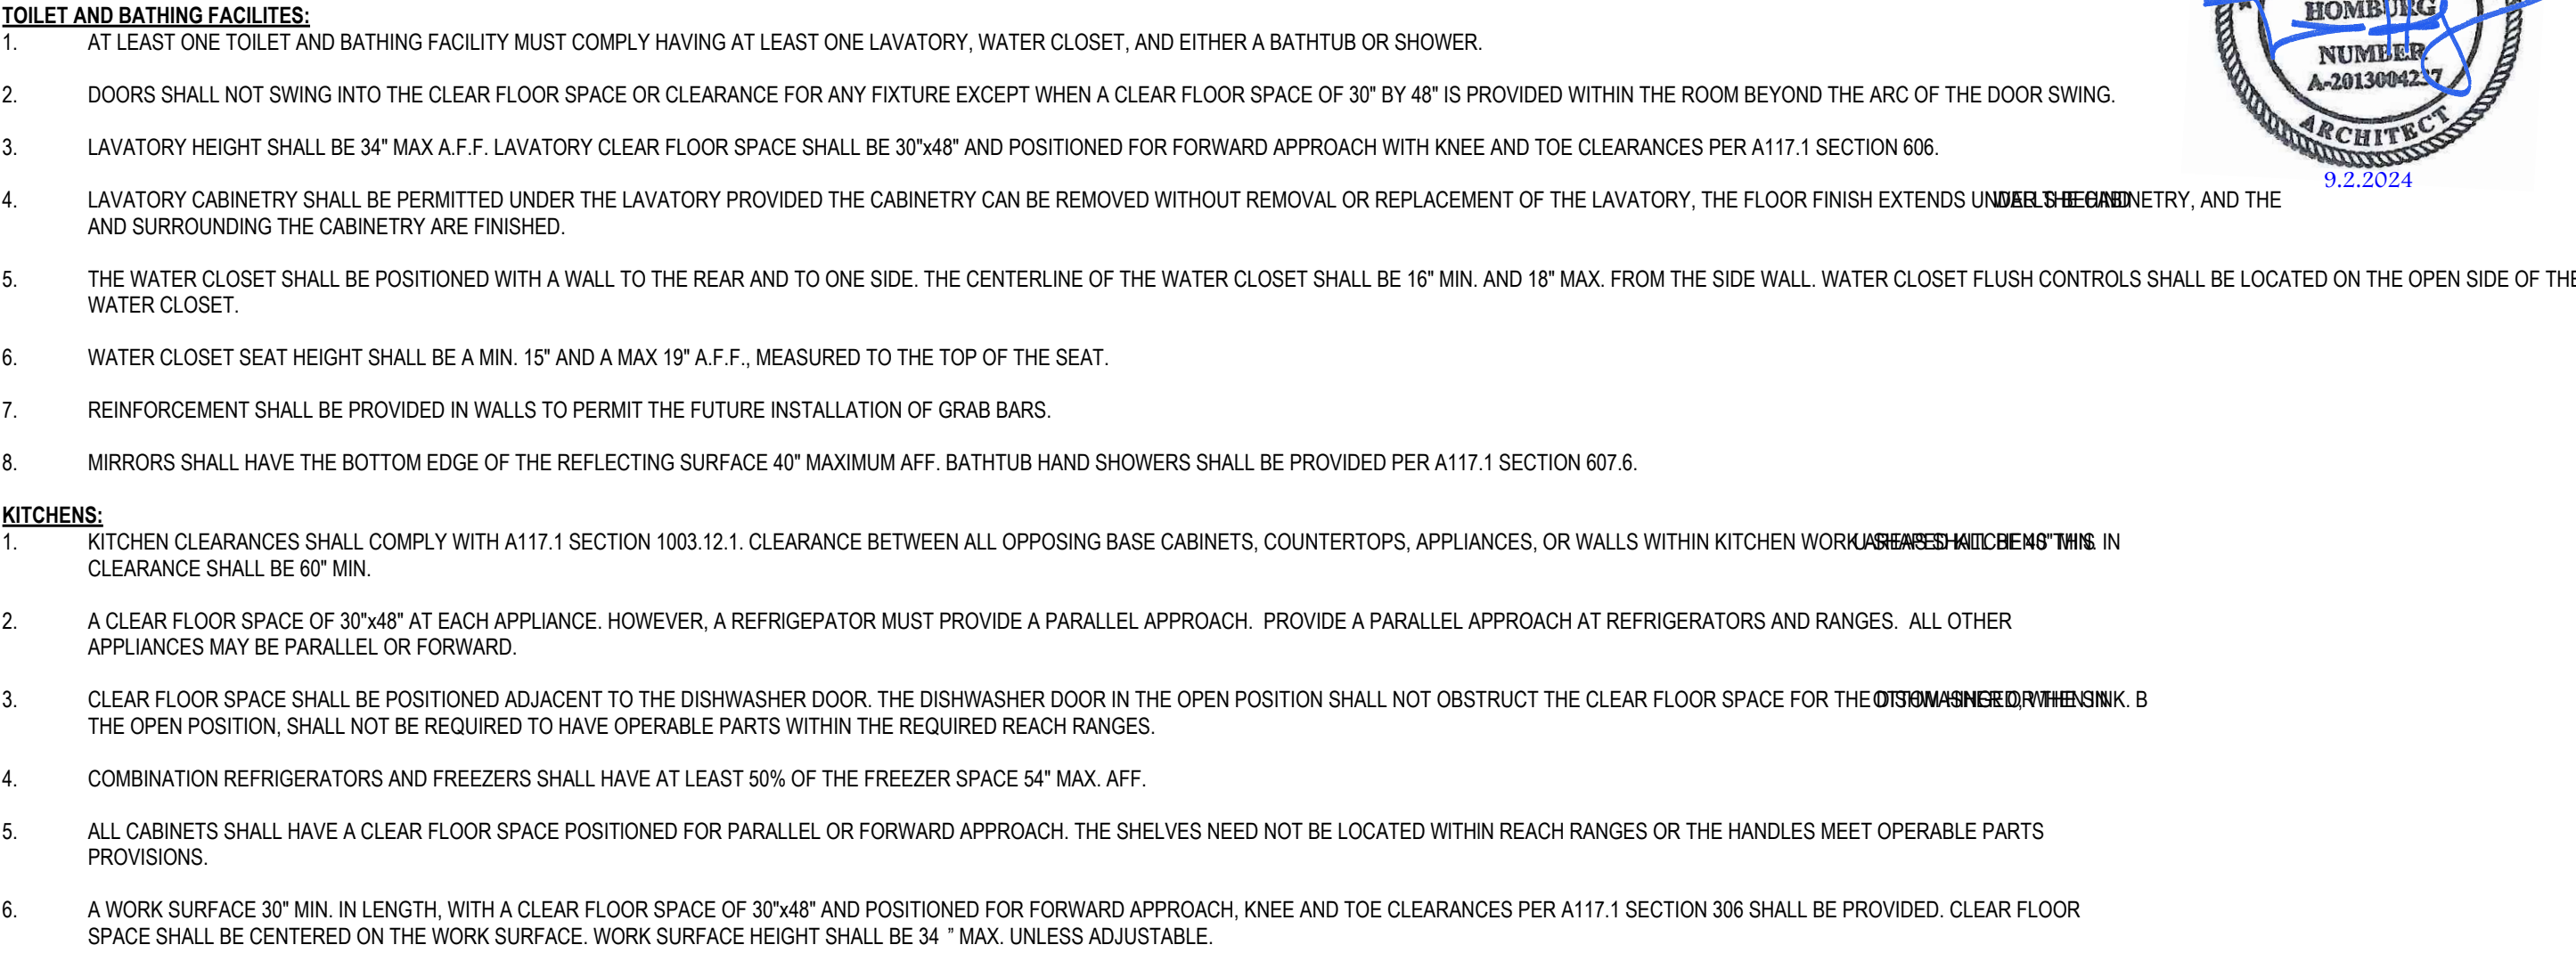 TOILET AND BATHING FACILITES:
HOMBURG
NUMBER
A-2013004237
ARCHITECT
9.2.2024
1. AT LEAST ONE TOILET AND BATHING FACILITY MUST COMPLY HAVING AT LEAST ONE LAVATORY, WATER CLOSET, AND EITHER A BATHTUB OR SHOWER.
2. DOORS SHALL NOT SWING INTO THE CLEAR FLOOR SPACE OR CLEARANCE FOR ANY FIXTURE EXCEPT WHEN A CLEAR FLOOR SPACE OF 30" BY 48" IS PROVIDED WITHIN THE ROOM BEYOND THE ARC OF THE DOOR SWING.
3. LAVATORY HEIGHT SHALL BE 34" MAX A.F.F. LAVATORY CLEAR FLOOR SPACE SHALL BE 30"x48" AND POSITIONED FOR FORWARD APPROACH WITH KNEE AND TOE CLEARANCES PER A117.1 SECTION 606.
4. LAVATORY CABINETRY SHALL BE PERMITTED UNDER THE LAVATORY PROVIDED THE CABINETRY CAN BE REMOVED WITHOUT REMOVAL OR REPLACEMENT OF THE LAVATORY, THE FLOOR FINISH EXTENDS UNDER THE CABINETRY, AND THE WALLS BEHIND
AND SURROUNDING THE CABINETRY ARE FINISHED.
5. THE WATER CLOSET SHALL BE POSITIONED WITH A WALL TO THE REAR AND TO ONE SIDE. THE CENTERLINE OF THE WATER CLOSET SHALL BE 16" MIN. AND 18" MAX. FROM THE SIDE WALL. WATER CLOSET FLUSH CONTROLS SHALL BE LOCATED ON THE OPEN SIDE OF THE
WATER CLOSET.
6. WATER CLOSET SEAT HEIGHT SHALL BE A MIN. 15" AND A MAX 19" A.F.F., MEASURED TO THE TOP OF THE SEAT.
7. REINFORCEMENT SHALL BE PROVIDED IN WALLS TO PERMIT THE FUTURE INSTALLATION OF GRAB BARS.
8. MIRRORS SHALL HAVE THE BOTTOM EDGE OF THE REFLECTING SURFACE 40" MAXIMUM AFF. BATHTUB HAND SHOWERS SHALL BE PROVIDED PER A117.1 SECTION 607.6.
KITCHENS:
1. KITCHEN CLEARANCES SHALL COMPLY WITH A117.1 SECTION 1003.12.1. CLEARANCE BETWEEN ALL OPPOSING BASE CABINETS, COUNTERTOPS, APPLIANCES, OR WALLS WITHIN KITCHEN WORK AREAS SHALL BE 40" MIN. IN U-SHAPED KITCHENS THIS
CLEARANCE SHALL BE 60" MIN.
2. A CLEAR FLOOR SPACE OF 30"x48" AT EACH APPLIANCE. HOWEVER, A REFRIGEPATOR MUST PROVIDE A PARALLEL APPROACH. PROVIDE A PARALLEL APPROACH AT REFRIGERATORS AND RANGES. ALL OTHER
APPLIANCES MAY BE PARALLEL OR FORWARD.
3. CLEAR FLOOR SPACE SHALL BE POSITIONED ADJACENT TO THE DISHWASHER DOOR. THE DISHWASHER DOOR IN THE OPEN POSITION SHALL NOT OBSTRUCT THE CLEAR FLOOR SPACE FOR THE DISHWASHER OR THE SINK. BOTTOM-HINGED, WHEN IN
THE OPEN POSITION, SHALL NOT BE REQUIRED TO HAVE OPERABLE PARTS WITHIN THE REQUIRED REACH RANGES.
4. COMBINATION REFRIGERATORS AND FREEZERS SHALL HAVE AT LEAST 50% OF THE FREEZER SPACE 54" MAX. AFF.
5. ALL CABINETS SHALL HAVE A CLEAR FLOOR SPACE POSITIONED FOR PARALLEL OR FORWARD APPROACH. THE SHELVES NEED NOT BE LOCATED WITHIN REACH RANGES OR THE HANDLES MEET OPERABLE PARTS
PROVISIONS.
6. A WORK SURFACE 30" MIN. IN LENGTH, WITH A CLEAR FLOOR SPACE OF 30"x48" AND POSITIONED FOR FORWARD APPROACH, KNEE AND TOE CLEARANCES PER A117.1 SECTION 306 SHALL BE PROVIDED. CLEAR FLOOR
SPACE SHALL BE CENTERED ON THE WORK SURFACE. WORK SURFACE HEIGHT SHALL BE 34 " MAX. UNLESS ADJUSTABLE.